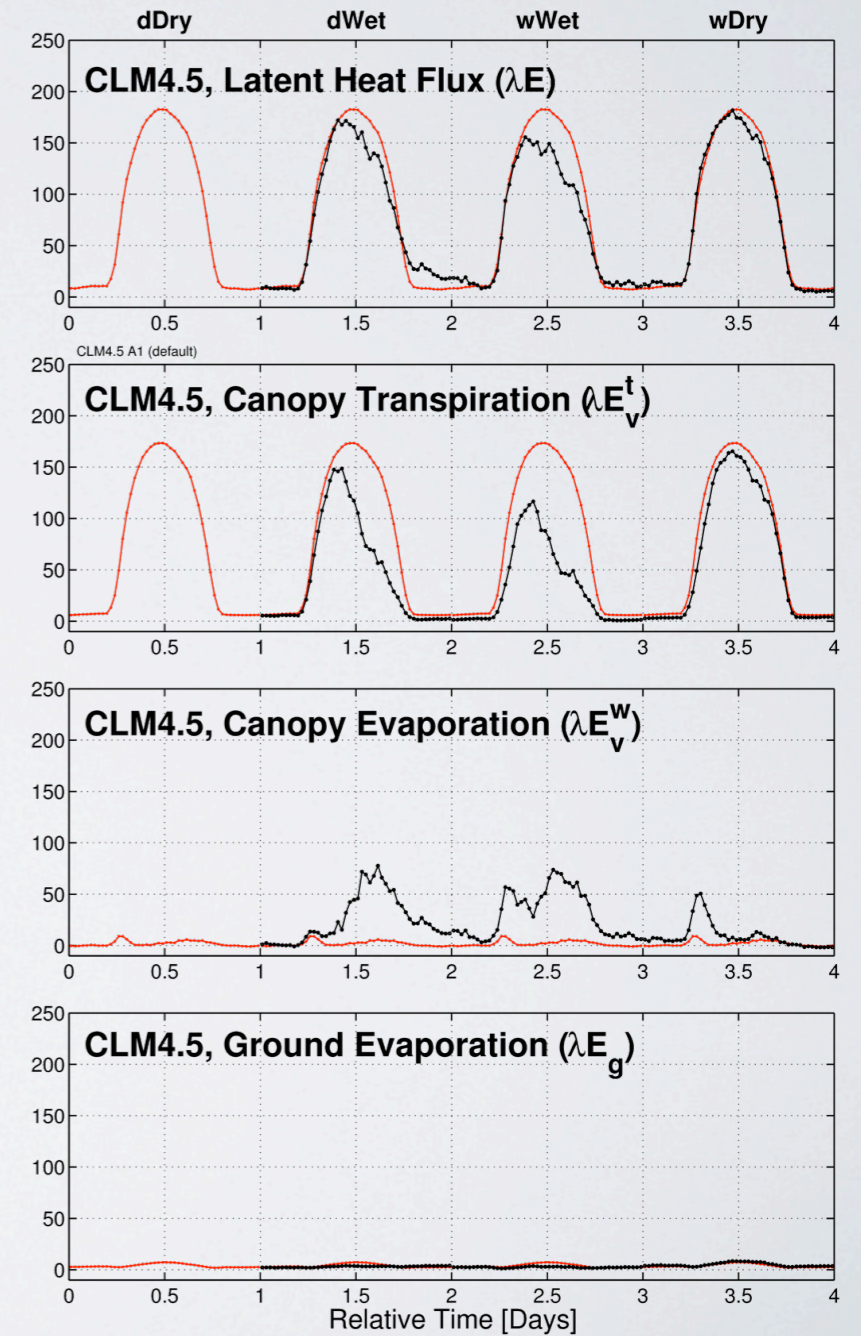 dDry dWet wWet wDry
250
CLM4.5, Latent Heat Flux (λE)
200
150
100
50
0
0 0.5 1 1.5 2 2.5 3 3.5 4
CLM4.5 A1 (default)
250
CLM4.5, Canopy Transpiration (λE^t_v)
200
150
100
50
0
0 0.5 1 1.5 2 2.5 3 3.5 4
250
CLM4.5, Canopy Evaporation (λE^w_v)
200
150
100
50
0
0 0.5 1 1.5 2 2.5 3 3.5 4
250
CLM4.5, Ground Evaporation (λE_g)
200
150
100
50
0
0 0.5 1 1.5 2 2.5 3 3.5 4
Relative Time [Days]